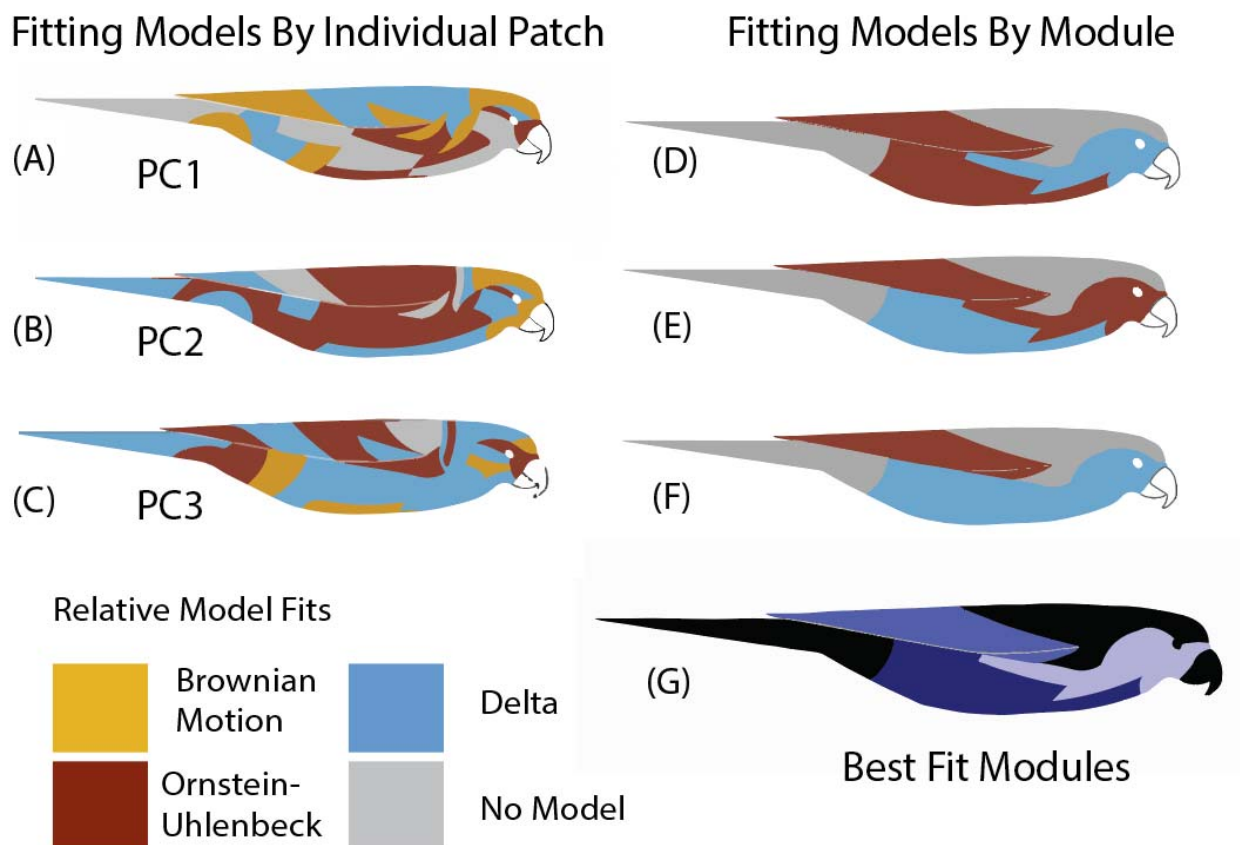 Fitting Models By Individual Patch
Fitting Models By Module
(A)
PC1
(B)
PC2
(C)
PC3
(D)
(E)
(F)
(G)
Best Fit Modules
Relative Model Fits
Brownian
Motion
Delta
Ornstein-
Uhlenbeck
No Model